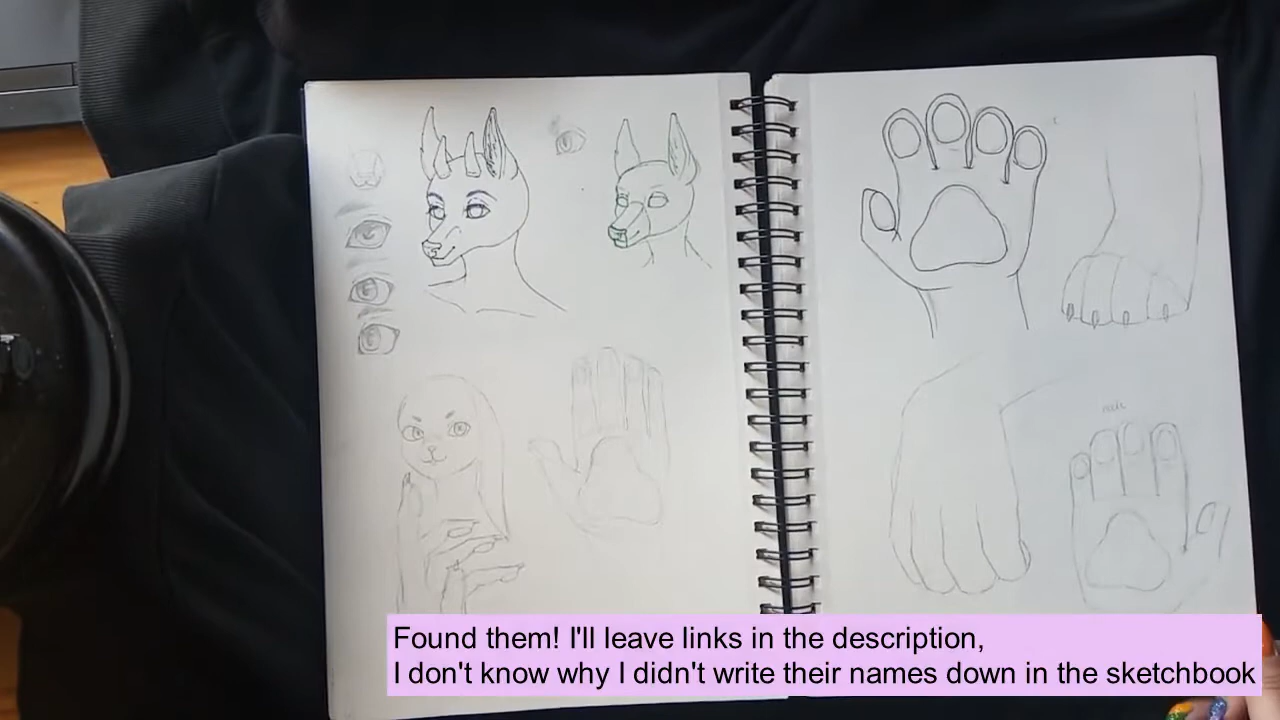 Found them! I'll leave links in the description,
I don't know why I didn't write their names down in the sketchbook